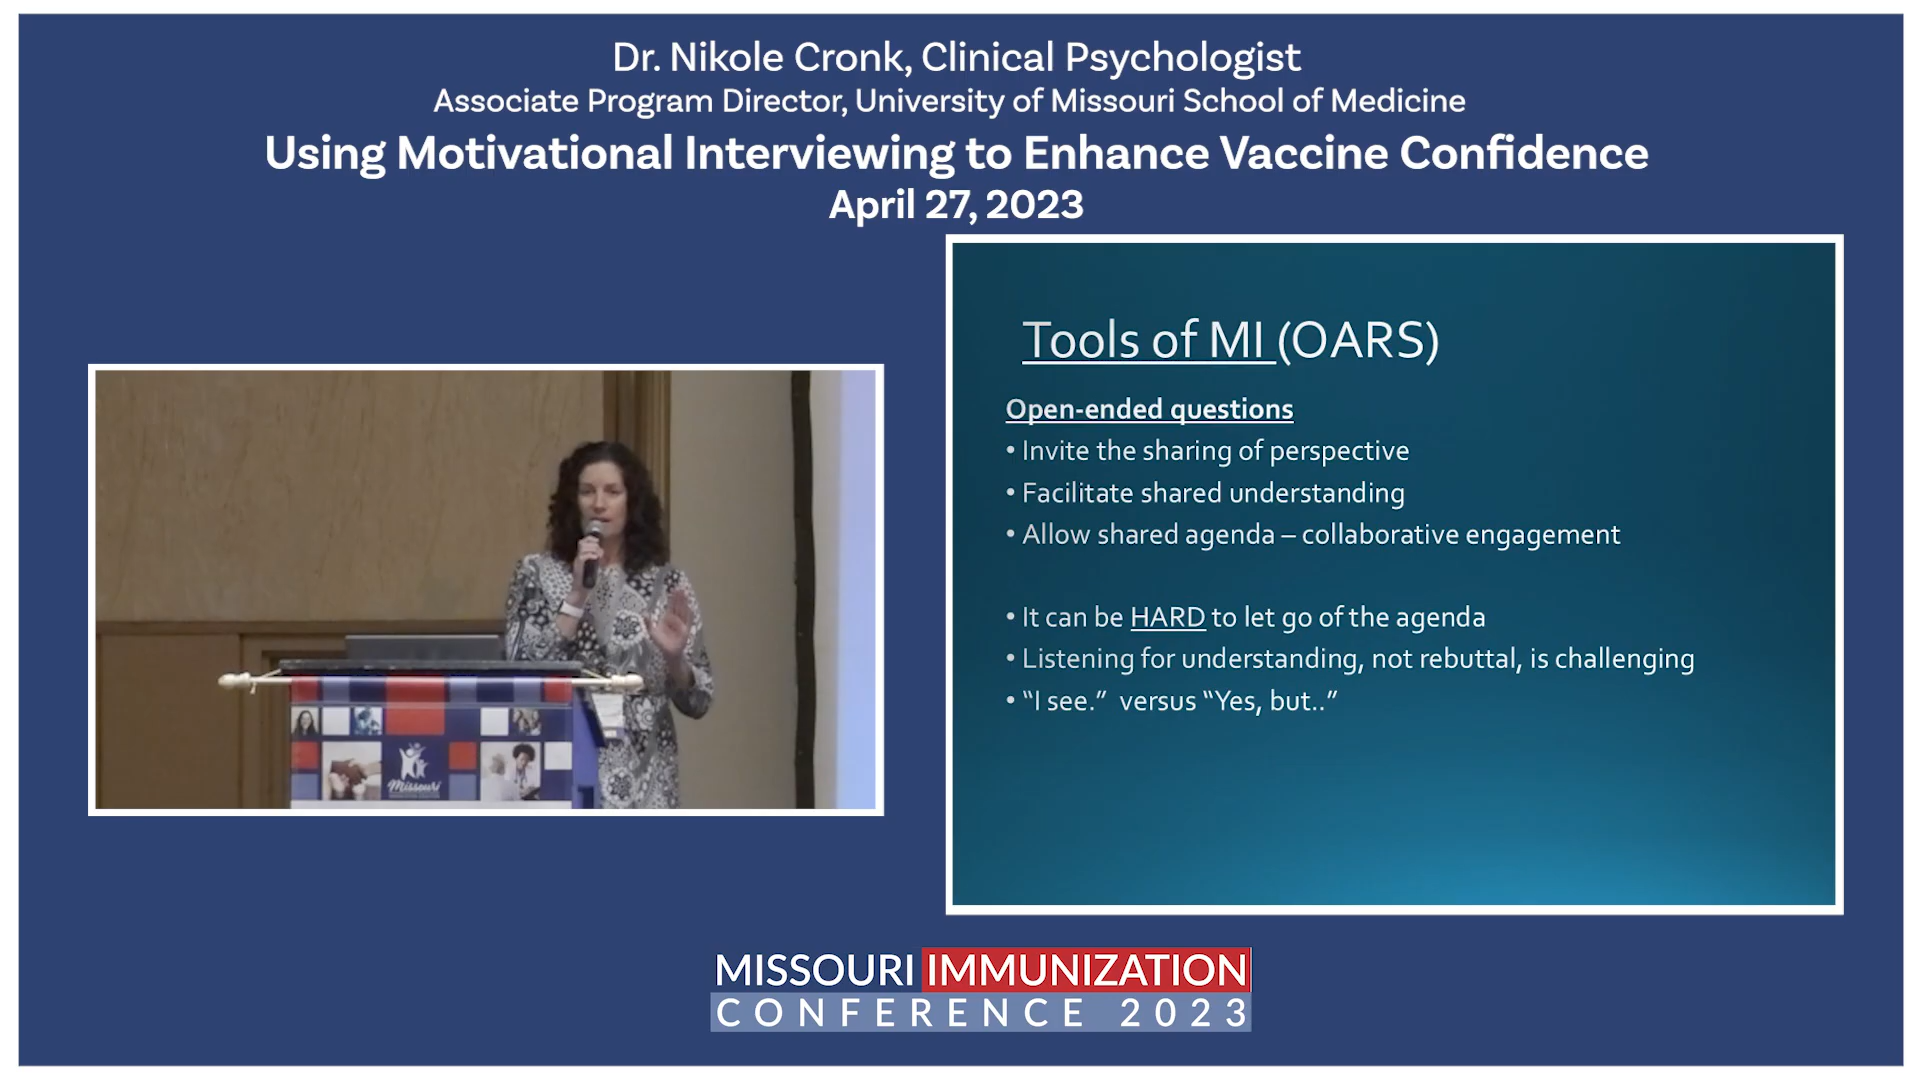 Dr. Nikole Cronk, Clinical Psychologist
Associate Program Director, University of Missouri School of Medicine
Using Motivational Interviewing to Enhance Vaccine Confidence
April 27, 2023
Tools of MI (OARS)
Open-ended questions
• Invite the sharing of perspective
• Facilitate shared understanding
• Allow shared agenda – collaborative engagement
• It can be HARD to let go of the agenda
• Listening for understanding, not rebuttal, is challenging
• “I see.” versus “Yes, but..”
Missouri
MISSOURI IMMUNIZATION
CONFERENCE 2023